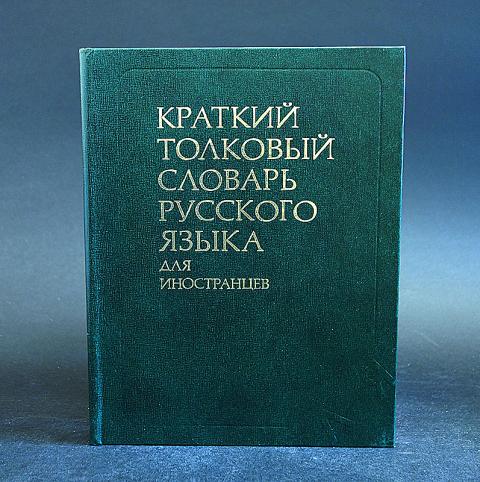 КРАТКИЙ
ТОЛКОВЫЙ
СЛОВАРЬ
РУССКОГО
ЯЗЫКА
ДЛЯ
ИНОСТРАНЦЕВ